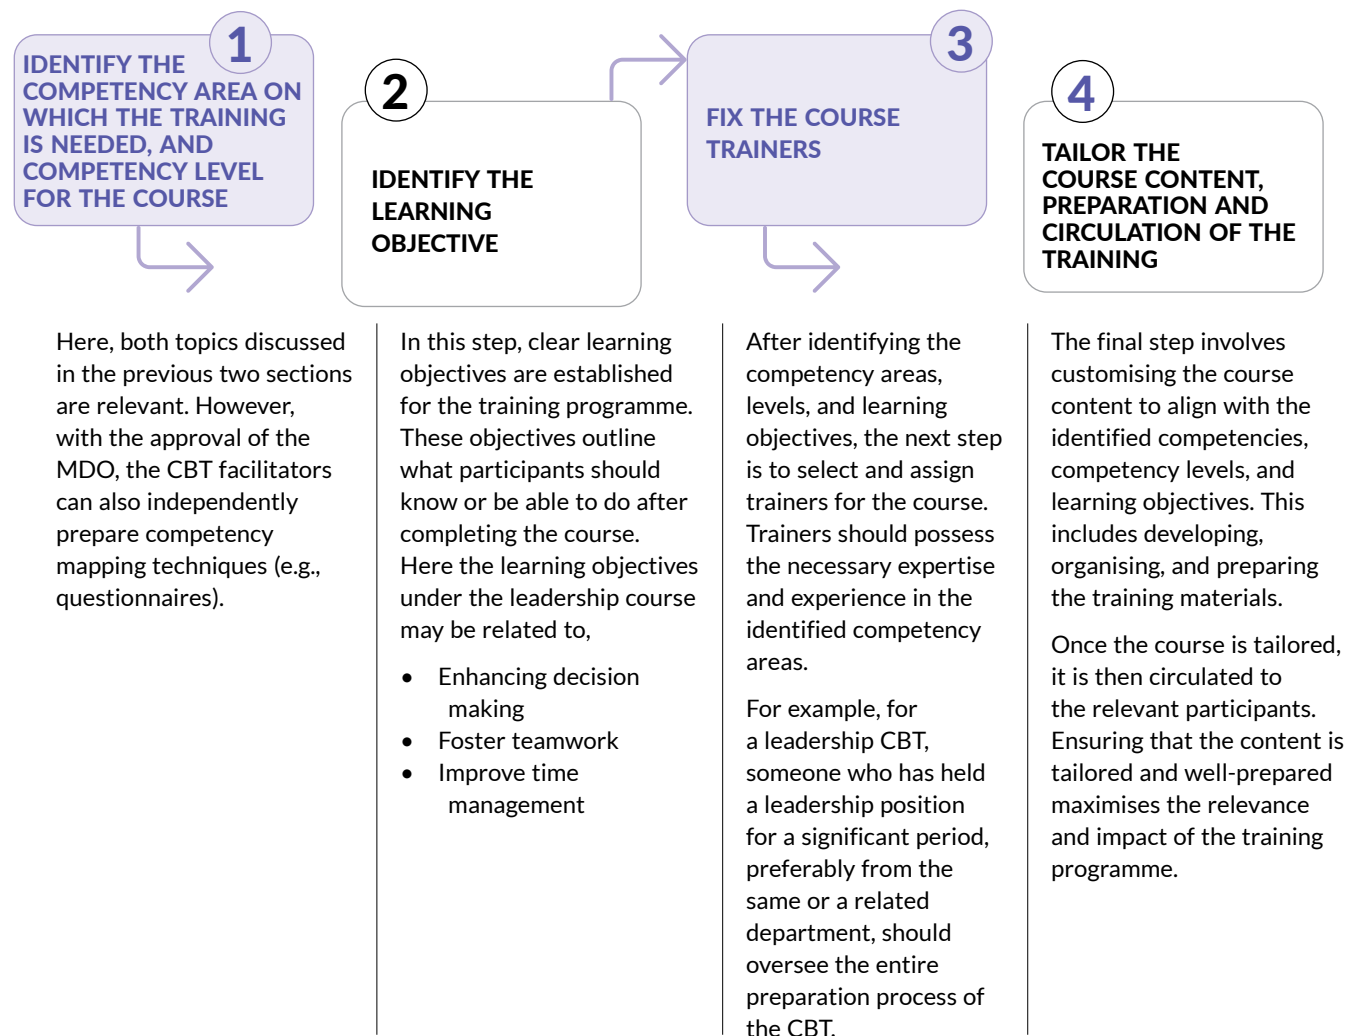 1
IDENTIFY THE
COMPETENCY AREA ON
WHICH THE TRAINING
IS NEEDED, AND
COMPETENCY LEVEL
FOR THE COURSE
2
IDENTIFY THE
LEARNING
OBJECTIVE
3
FIX THE COURSE
TRAINERS
4
TAILOR THE
COURSE CONTENT,
PREPARATION AND
CIRCULATION OF THE
TRAINING
Here, both topics discussed
in the previous two sections
are relevant. However,
with the approval of the
MDO, the CBT facilitators
can also independently
prepare competency
mapping techniques (e.g.,
questionnaires).
In this step, clear learning
objectives are established
for the training programme.
These objectives outline
what participants should
know or be able to do after
completing the course.
Here the learning objectives
under the leadership course
may be related to,
• Enhancing decision
making
• Foster teamwork
• Improve time
management
After identifying the
competency areas,
levels, and learning
objectives, the next step
is to select and assign
trainers for the course.
Trainers should possess
the necessary expertise
and experience in the
identified competency
areas.
For example, for
a leadership CBT,
someone who has held
a leadership position
for a significant period,
preferably from the
same or a related
department, should
oversee the entire
preparation process of
the CBT.
The final step involves
customising the course
content to align with the
identified competencies,
competency levels, and
learning objectives. This
includes developing,
organising, and preparing
the training materials.
Once the course is tailored,
it is then circulated to
the relevant participants.
Ensuring that the content is
tailored and well-prepared
maximises the relevance
and impact of the training
programme.